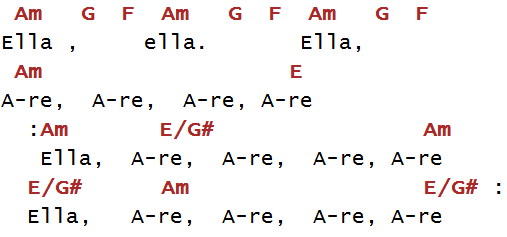 Am G F Am G F Am G F
Ella , ella. Ella,
Am E
A-re, A-re, A-re, A-re
:Am E/G# Am
Ella, A-re, A-re, A-re, A-re
E/G# Am E/G# :
Ella, A-re, A-re, A-re, A-re